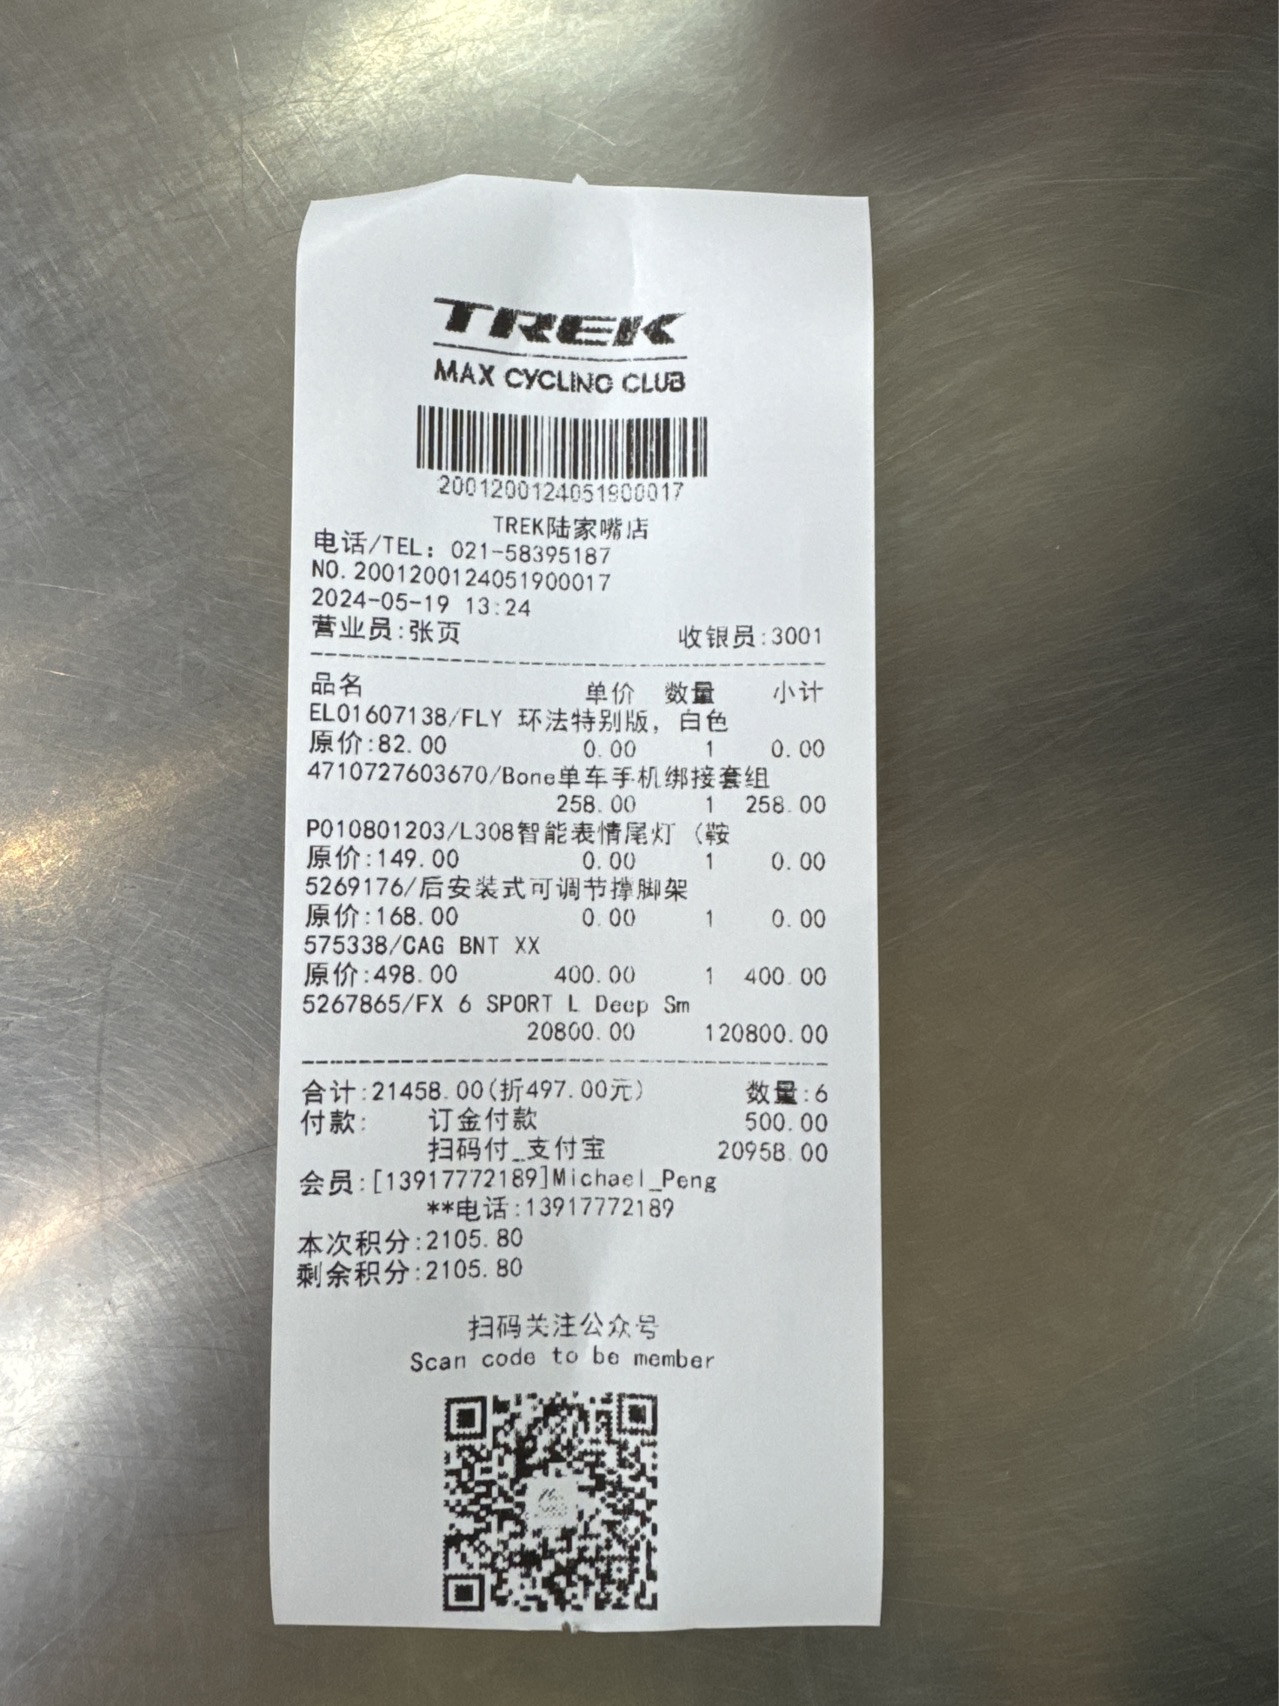 TREK
MAX CYCLING CLUB
2001200124051900017
TREK陆家嘴店
电话/TEL: 021-58395187
NO.2001200124051900017
2024-05-19 13:24
营业员:张页 收银员:3001
品名 单价 数量 小计
EL01607138/FLY 环法特别版, 白色
原价:82.00 0.00 1 0.00
4710727603670/Bone单车手机绑接套组
258.00 1 258.00
P010801203/L308智能表情尾灯 (鞍
原价:149.00 0.00 1 0.00
5269176/后安装式可调节撑脚架
原价:168.00 0.00 1 0.00
575338/CAG BNT XX
原价:498.00 400.00 1 400.00
5267865/FX 6 SPORT L Deep Sm
20800.00 120800.00
合计:21458.00(折497.00元) 数量:6
付款: 订金付款 500.00
扫码付_支付宝 20958.00
会员:[13917772189]Michael_Peng
**电话:13917772189
本次积分:2105.80
剩余积分:2105.80
扫码关注公众号
Scan code to be member